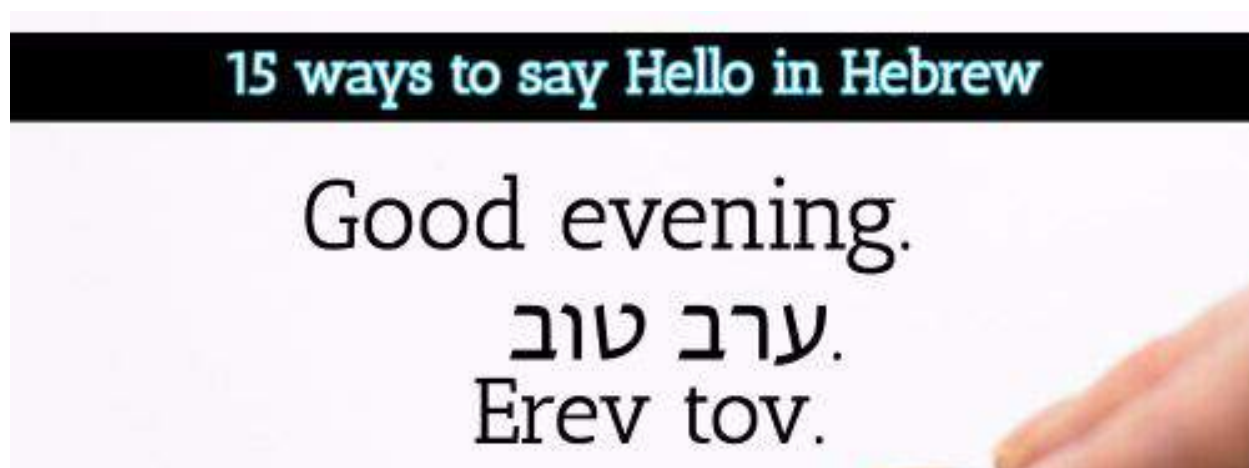 15 ways to say Hello in Hebrew
Good evening.
ערב טוב.
Erev tov.